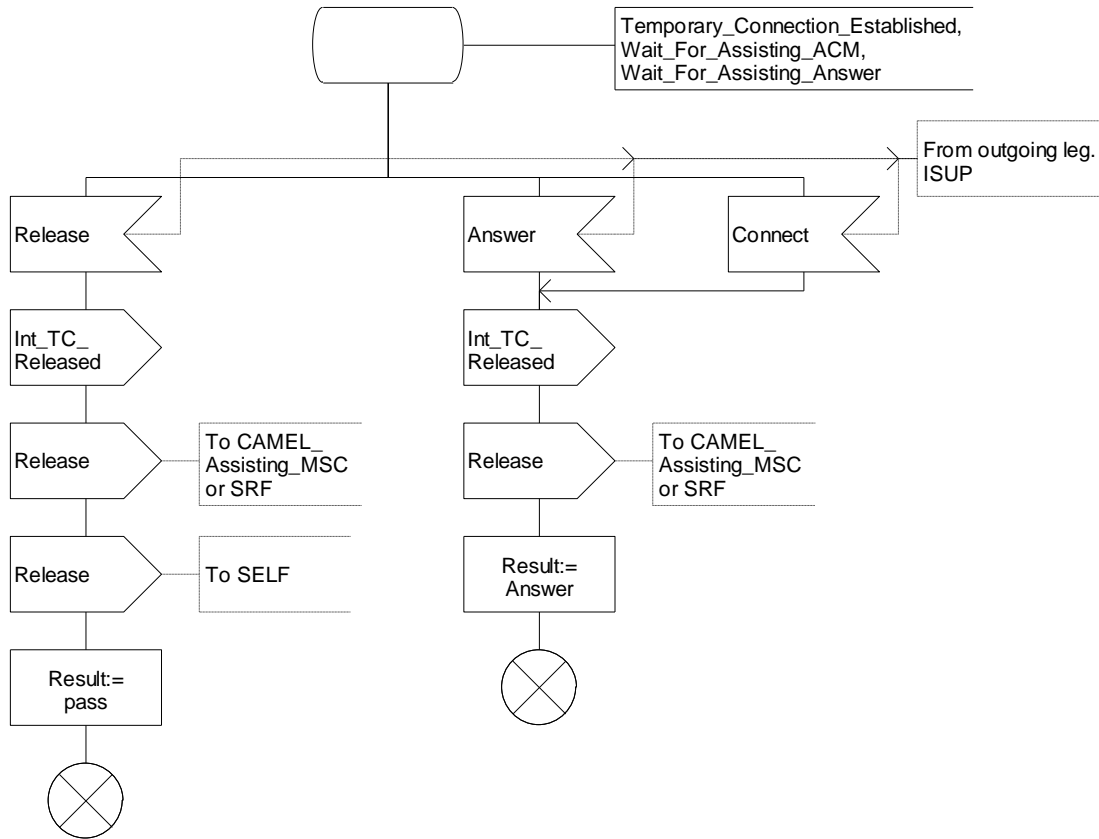 Temporary_Connection_Established,
Wait_For_Assisting_ACM,
Wait_For_Assisting_Answer
From outgoing leg.
ISUP
Release
Answer
Connect
Int_TC_
Released
Int_TC_
Released
Release
To CAMEL_
Assisting_MSC
or SRF
Release
To CAMEL_
Assisting_MSC
or SRF
Release
To SELF
Result:=
Answer
Result:=
pass